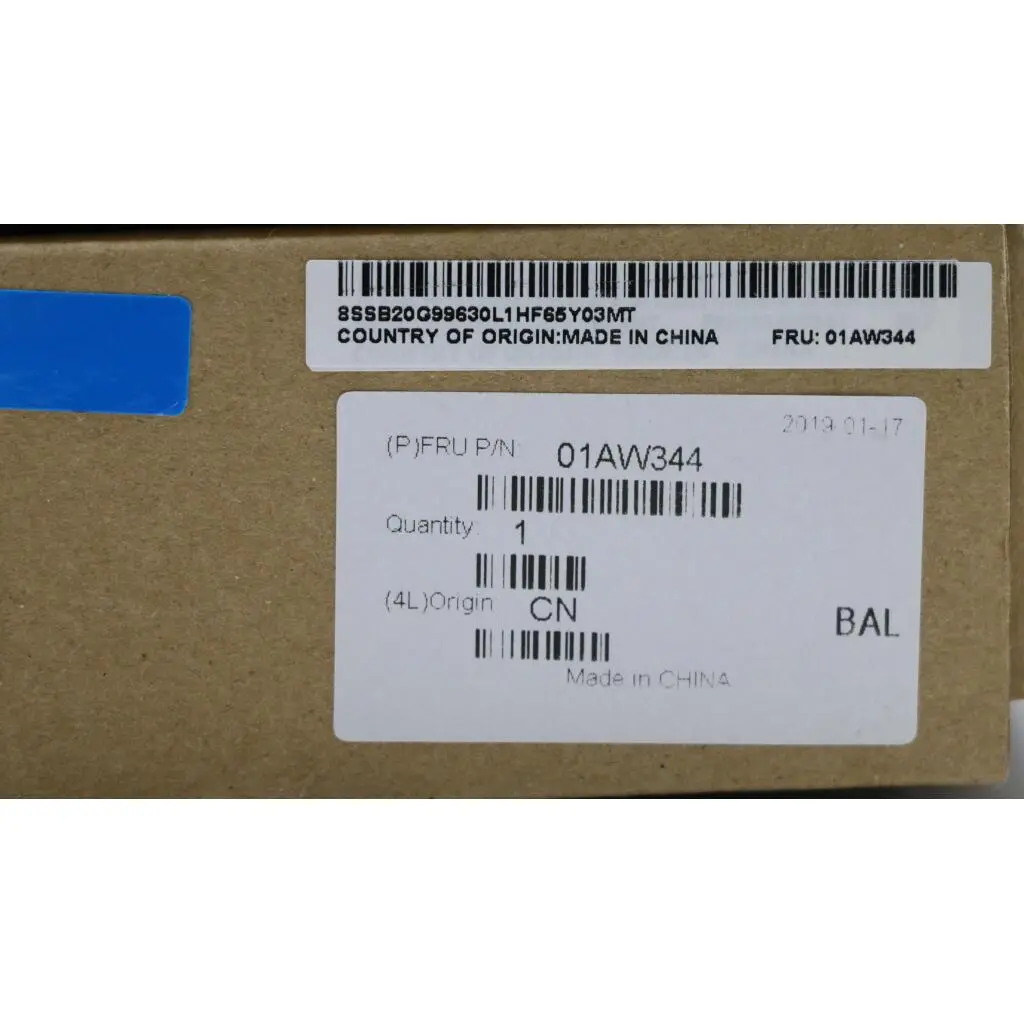 8SSB20G99630L1HF65Y03MT
COUNTRY OF ORIGIN:MADE IN CHINA FRU: 01AW344
2019-01-17
(P)FRU P/N: 01AW344
Quantity: 1
(4L)Origin CN
BAL
Made in CHINA